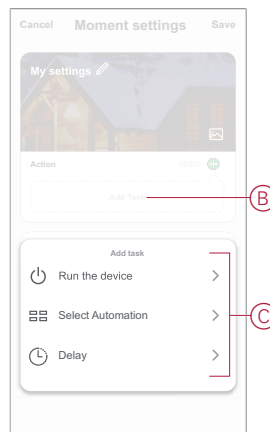 Cancel Moment settings Save
My settings
Action
Add Task
B
Add task
Run the device
Select Automation
C
Delay